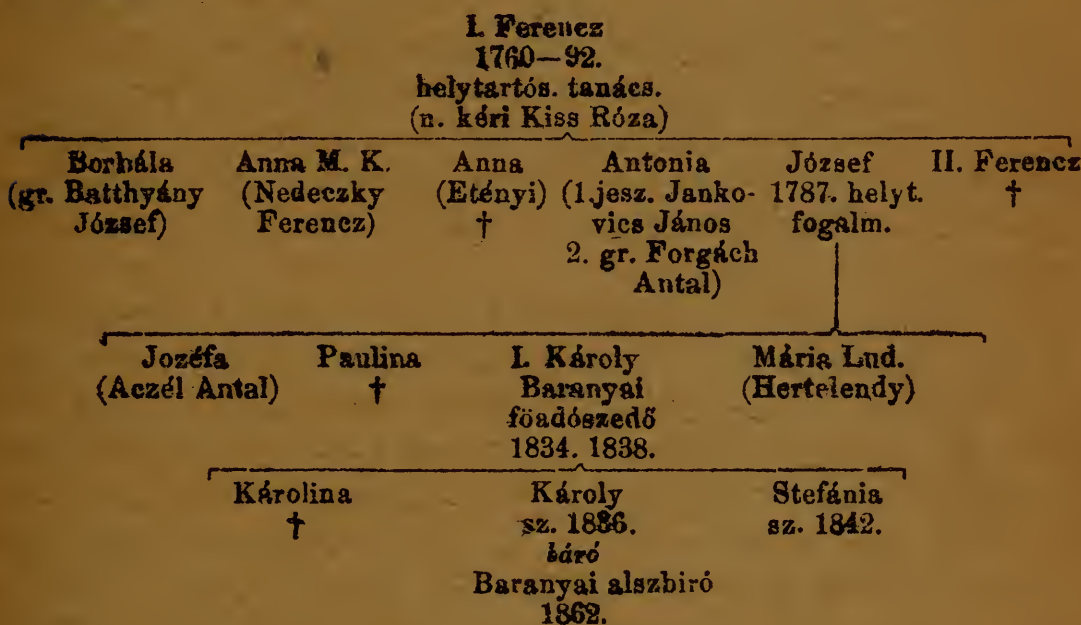 I. Ferencz
1760—92.
helytartós. tanács.
(n. kéri Kiss Róza)
Borbála Anna M. K. Anna Antonia József II. Ferencz
(gr. Batthyány (Nedeczky (Etényi) (1. jesz. Janko- 1787. helyt. †
József) Ferencz) † vics János fogalm.
2. gr. Forgách
Antal)
Jozéfa Paulina I. Károly Mária Lud.
(Aczél Antal) † Baranyai (Hertelendy)
föadószedő
1834. 1838.
Károlina Károly Stefánia
† sz. 1836. sz. 1842.
báró
Baranyai alszbiró
1862.